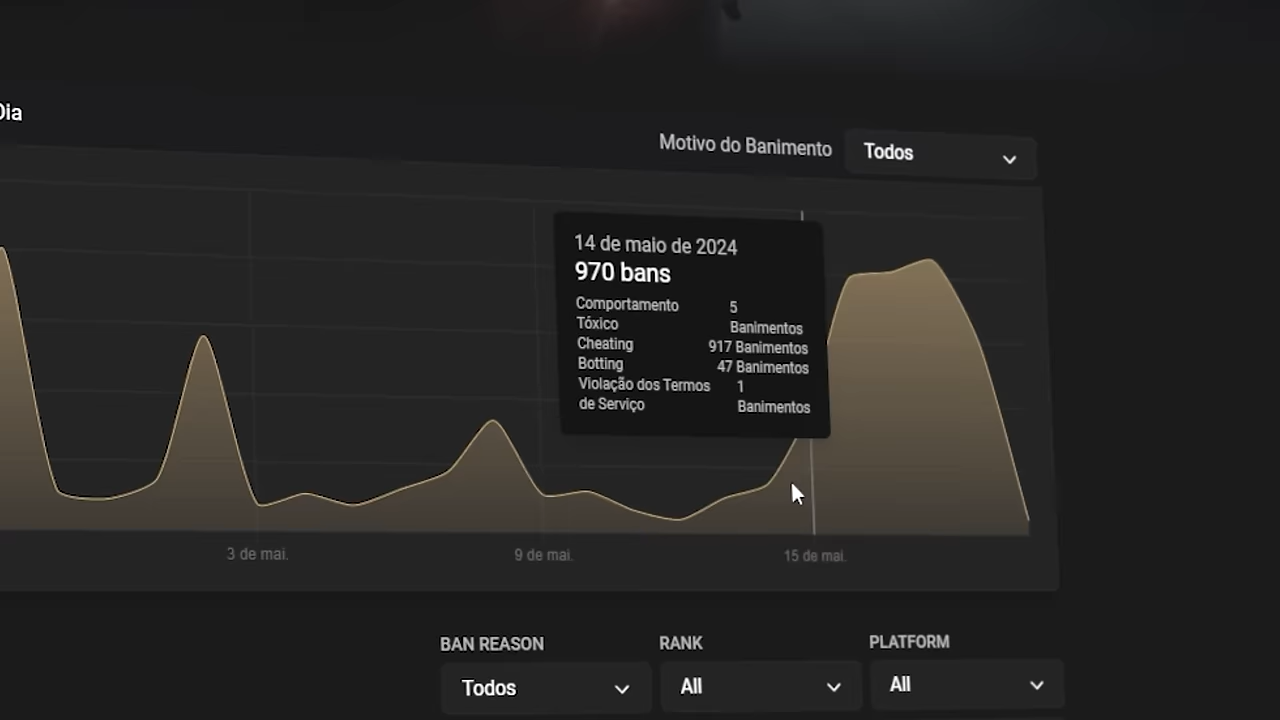 Dia
Motivo do Banimento
Todos
14 de maio de 2024
970 bans
Comportamento 5
Tóxico Banimentos
Cheating 917 Banimentos
Botting 47 Banimentos
Violação dos Termos 1
de Serviço Banimentos
3 de mai. 9 de mai. 15 de mai.
BAN REASON RANK PLATFORM
Todos All All